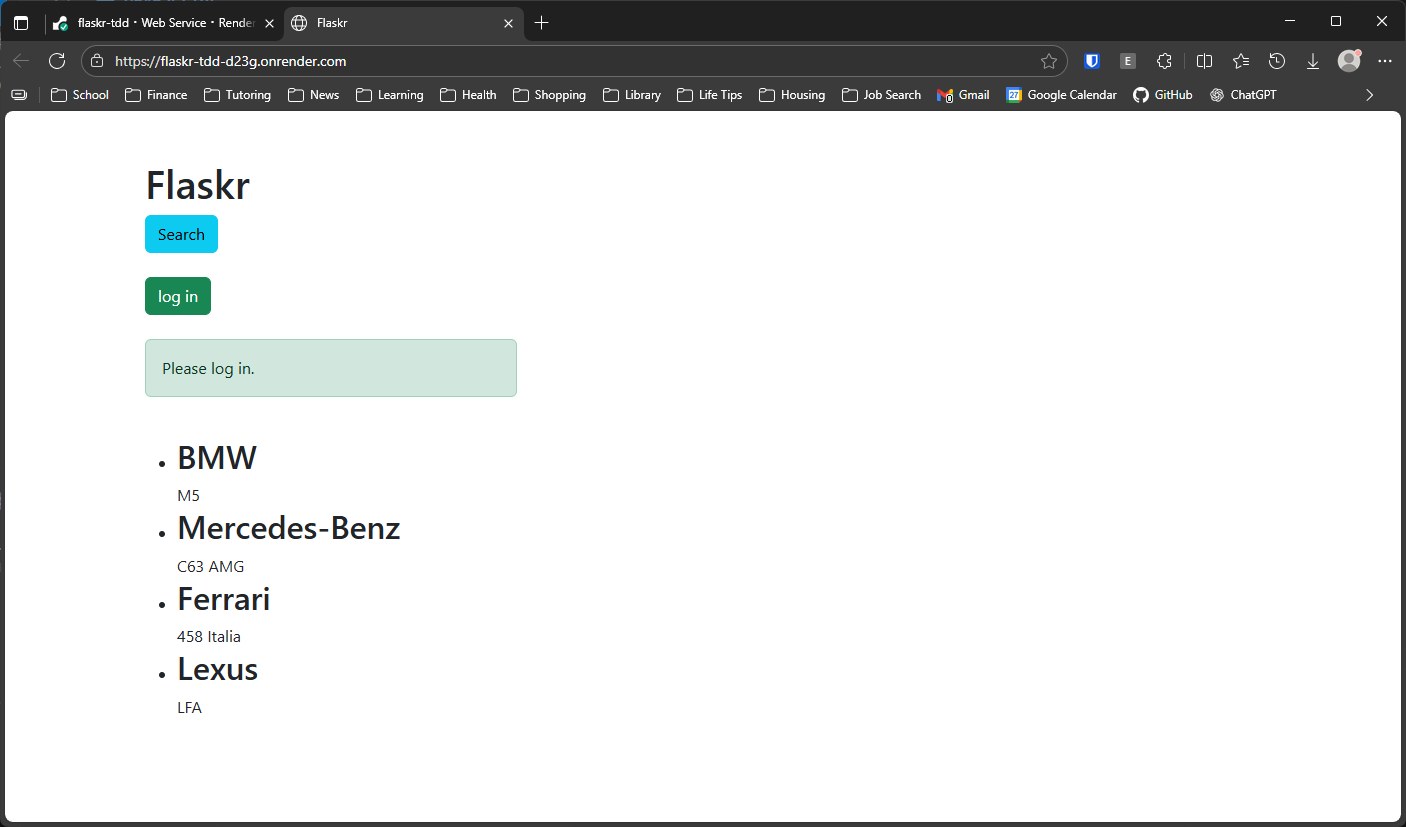 flaskr-tdd · Web Service · Render
Flaskr
https://flaskr-tdd-d23g.onrender.com
E
School Finance Tutoring News Learning Health Shopping Library Life Tips Housing Job Search 0 Gmail 27 Google Calendar GitHub ChatGPT
Flaskr
Search
log in
Please log in.
BMW
M5
Mercedes-Benz
C63 AMG
Ferrari
458 Italia
Lexus
LFA